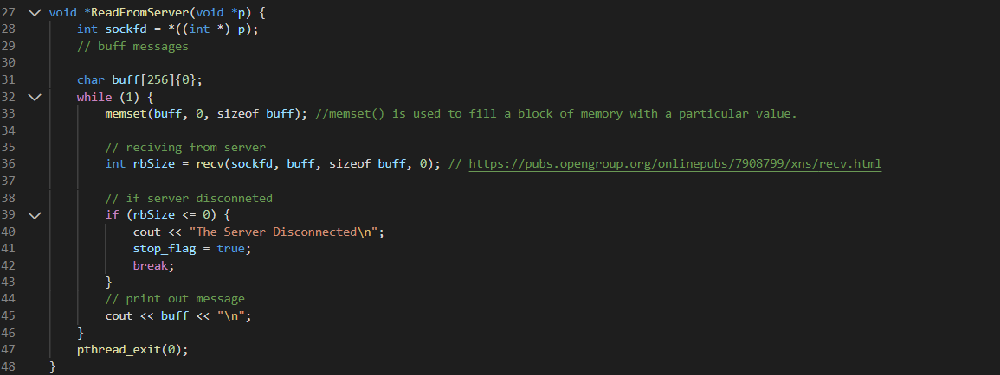 27 void *ReadFromServer(void *p) {
28 int sockfd = *((int *) p);
29 // buff messages
30
31 char buff[256]{0};
32 while (1) {
33 memset(buff, 0, sizeof buff); //memset() is used to fill a block of memory with a particular value.
34
35 // reciving from server
36 int rbSize = recv(sockfd, buff, sizeof buff, 0); // https://pubs.opengroup.org/onlinepubs/7908799/xns/recv.html
37
38 // if server disconneted
39 if (rbSize <= 0) {
40 cout << "The Server Disconnected\n";
41 stop_flag = true;
42 break;
43 }
44 // print out message
45 cout << buff << "\n";
46 }
47 pthread_exit(0);
48 }